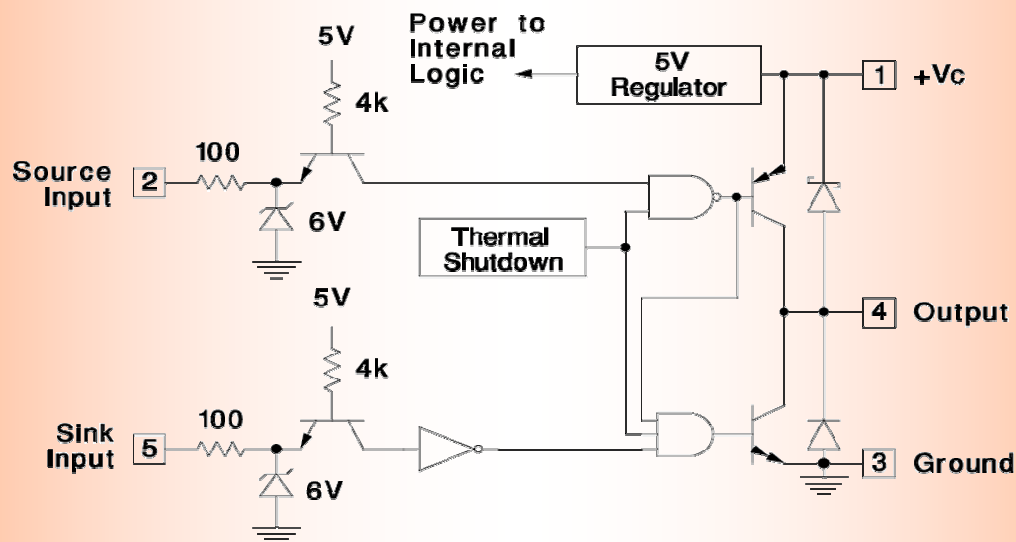 Power to
Internal
Logic
5V
Regulator
1
+Vc
5V
4k
100
Source
Input
2
6V
Thermal
Shutdown
5V
4
Output
4k
100
Sink
Input
5
6V
3
Ground